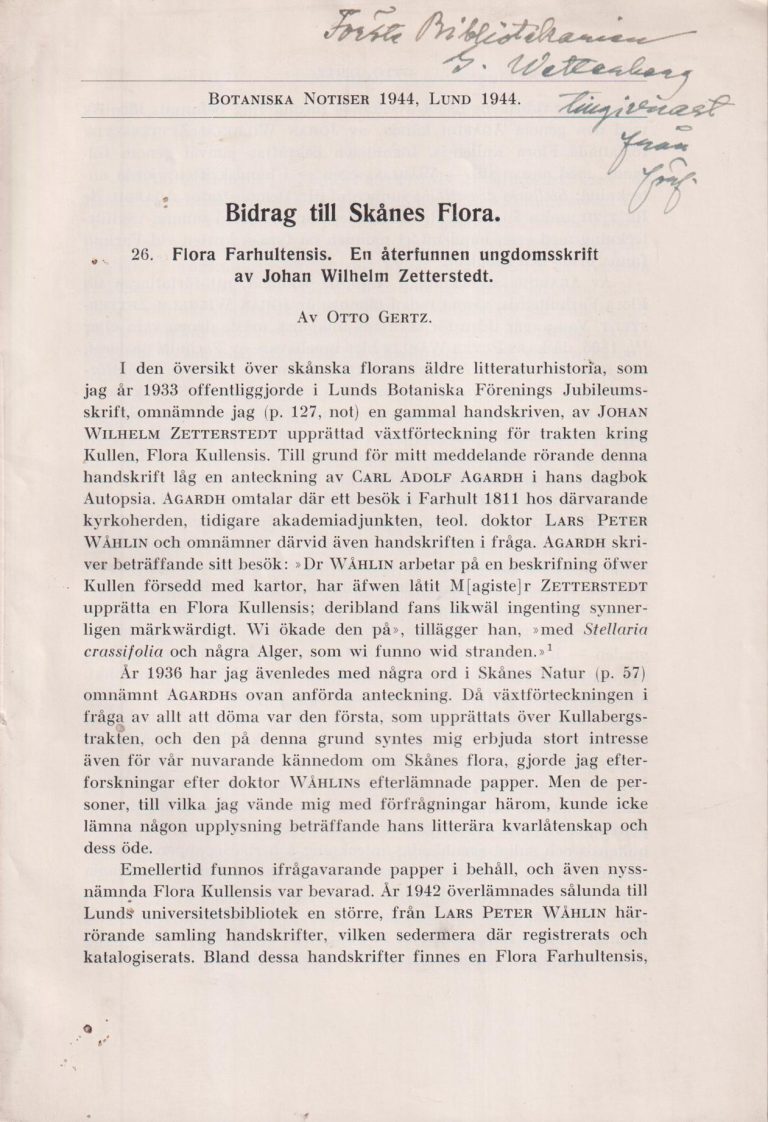 Förste Bibliotekarien
G. Wettenberg
från
förf.
BOTANISKA NOTISER 1944, LUND 1944.
Bidrag till Skånes Flora.
26. Flora Farhultensis. En återfunnen ungdomsskrift
av Johan Wilhelm Zetterstedt.
AV OTTO GERTZ.
I den översikt över skånska florans äldre litteraturhistoria, som
jag år 1933 offentliggjorde i Lunds Botaniska Förenings Jubileums-
skrift, omnämnde jag (p. 127, not) en gammal handskriven, av JOHAN
WILHELM ZETTERSTEDT upprättad växtförteckning för trakten kring
Kullen, Flora Kullensis. Till grund för mitt meddelande rörande denna
handskrift låg en anteckning av CARL ADOLF AGARDH i hans dagbok
Autopsia. AGARDH omtalar där ett besök i Farhult 1811 hos därvarande
kyrkoherden, tidigare akademiadjunkten, teol. doktor LARS PETER
WÅHLIN och omnämner därvid även handskriften i fråga. AGARDH skri-
ver beträffande sitt besök: »Dr WÅHLIN arbetar på en beskrifning öfwer
Kullen försedd med kartor, har äfwen låtit M[agiste]r ZETTERSTEDT
upprätta en Flora Kullensis; deribland fans likwäl ingenting synner-
ligen märkwärdigt. Wi ökade den på», tillägger han, »med Stellaria
crassifolia och några Alger, som wi funno wid stranden.»1
År 1936 har jag ävenledes med några ord i Skånes Natur (p. 57)
omnämnt AGARDHs ovan anförda anteckning. Då växtförteckningen i
fråga av allt att döma var den första, som upprättats över Kullabergs-
trakten, och den på denna grund syntes mig erbjuda stort intresse
även för vår nuvarande kännedom om Skånes flora, gjorde jag efter-
forskningar efter doktor WÅHLINs efterlämnade papper. Men de per-
soner, till vilka jag vände mig med förfrågningar härom, kunde icke
lämna någon upplysning beträffande hans litterära kvarlåtenskap och
dess öde.
Emellertid funnos ifrågavarande papper i behåll, och även nyss-
nämnda Flora Kullensis var bevarad. År 1942 överlämnades sålunda till
Lunds universitetsbibliotek en större, från LARS PETER WÅHLIN här-
rörande samling handskrifter, vilken sedermera där registrerats och
katalogiserats. Bland dessa handskrifter finnes en Flora Farhultensis,